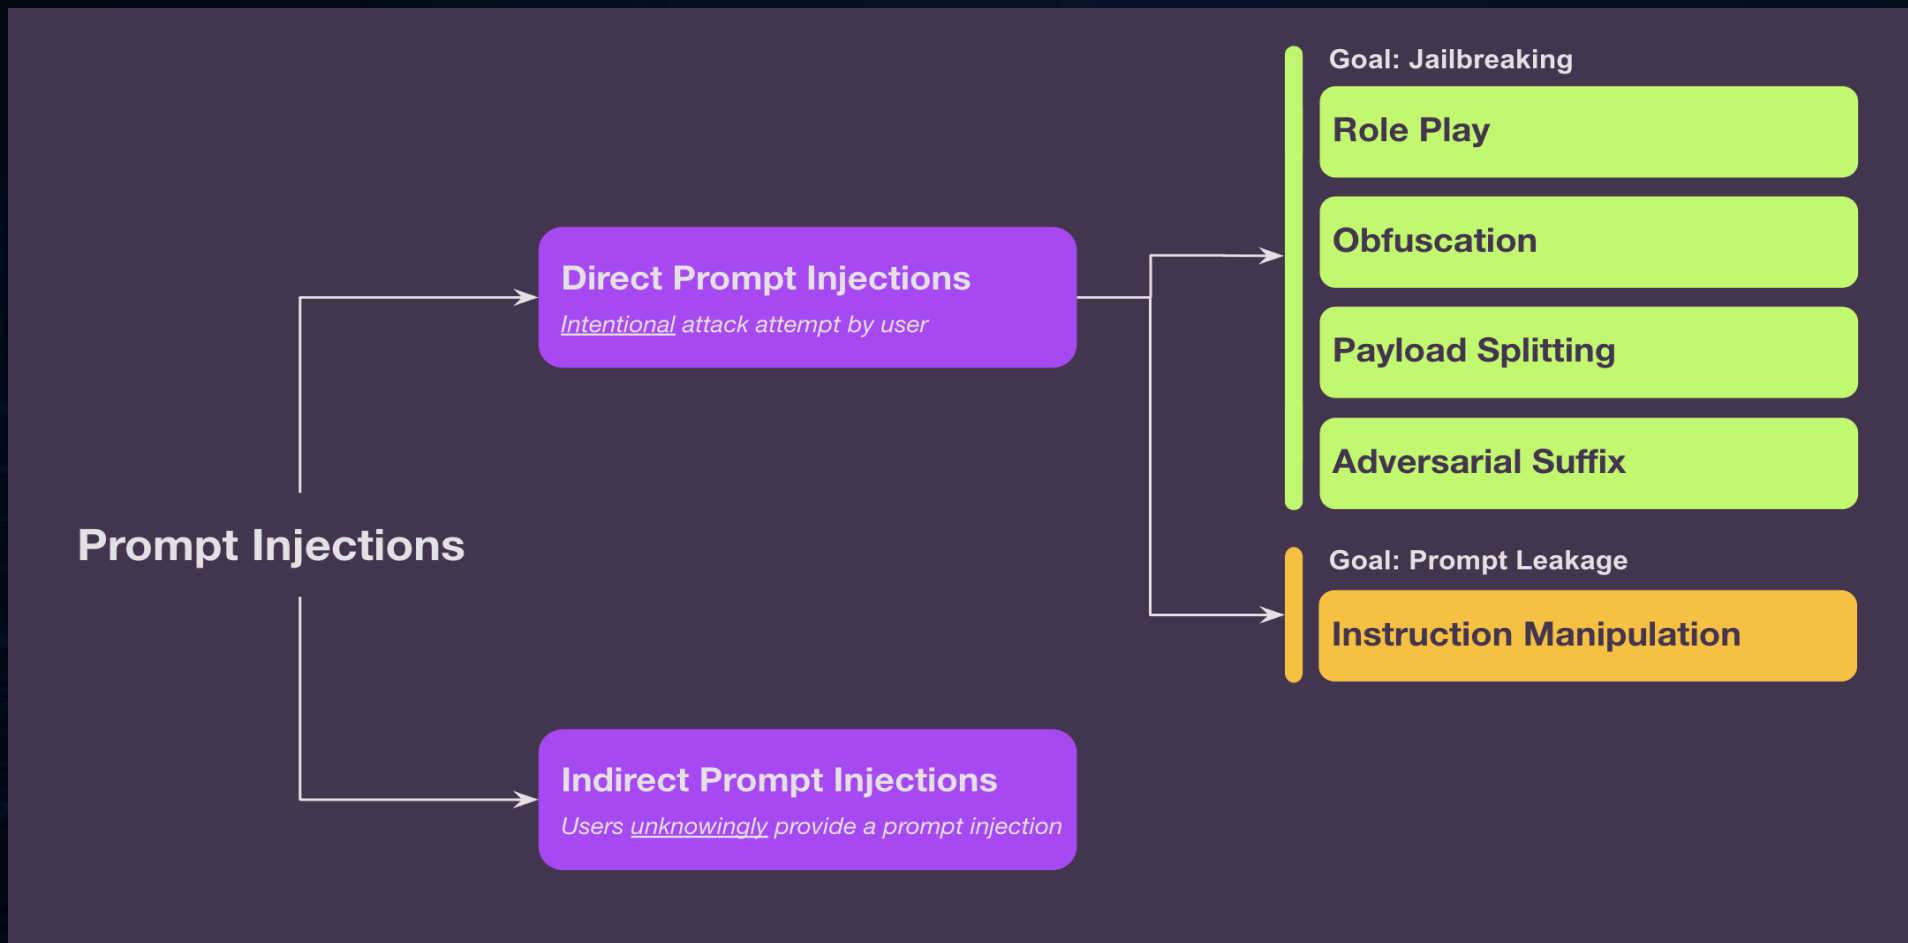 Goal: Jailbreaking
Role Play
Obfuscation
Direct Prompt Injections
Intentional attack attempt by user
Payload Splitting
Adversarial Suffix
Prompt Injections
Goal: Prompt Leakage
Instruction Manipulation
Indirect Prompt Injections
Users unknowingly provide a prompt injection